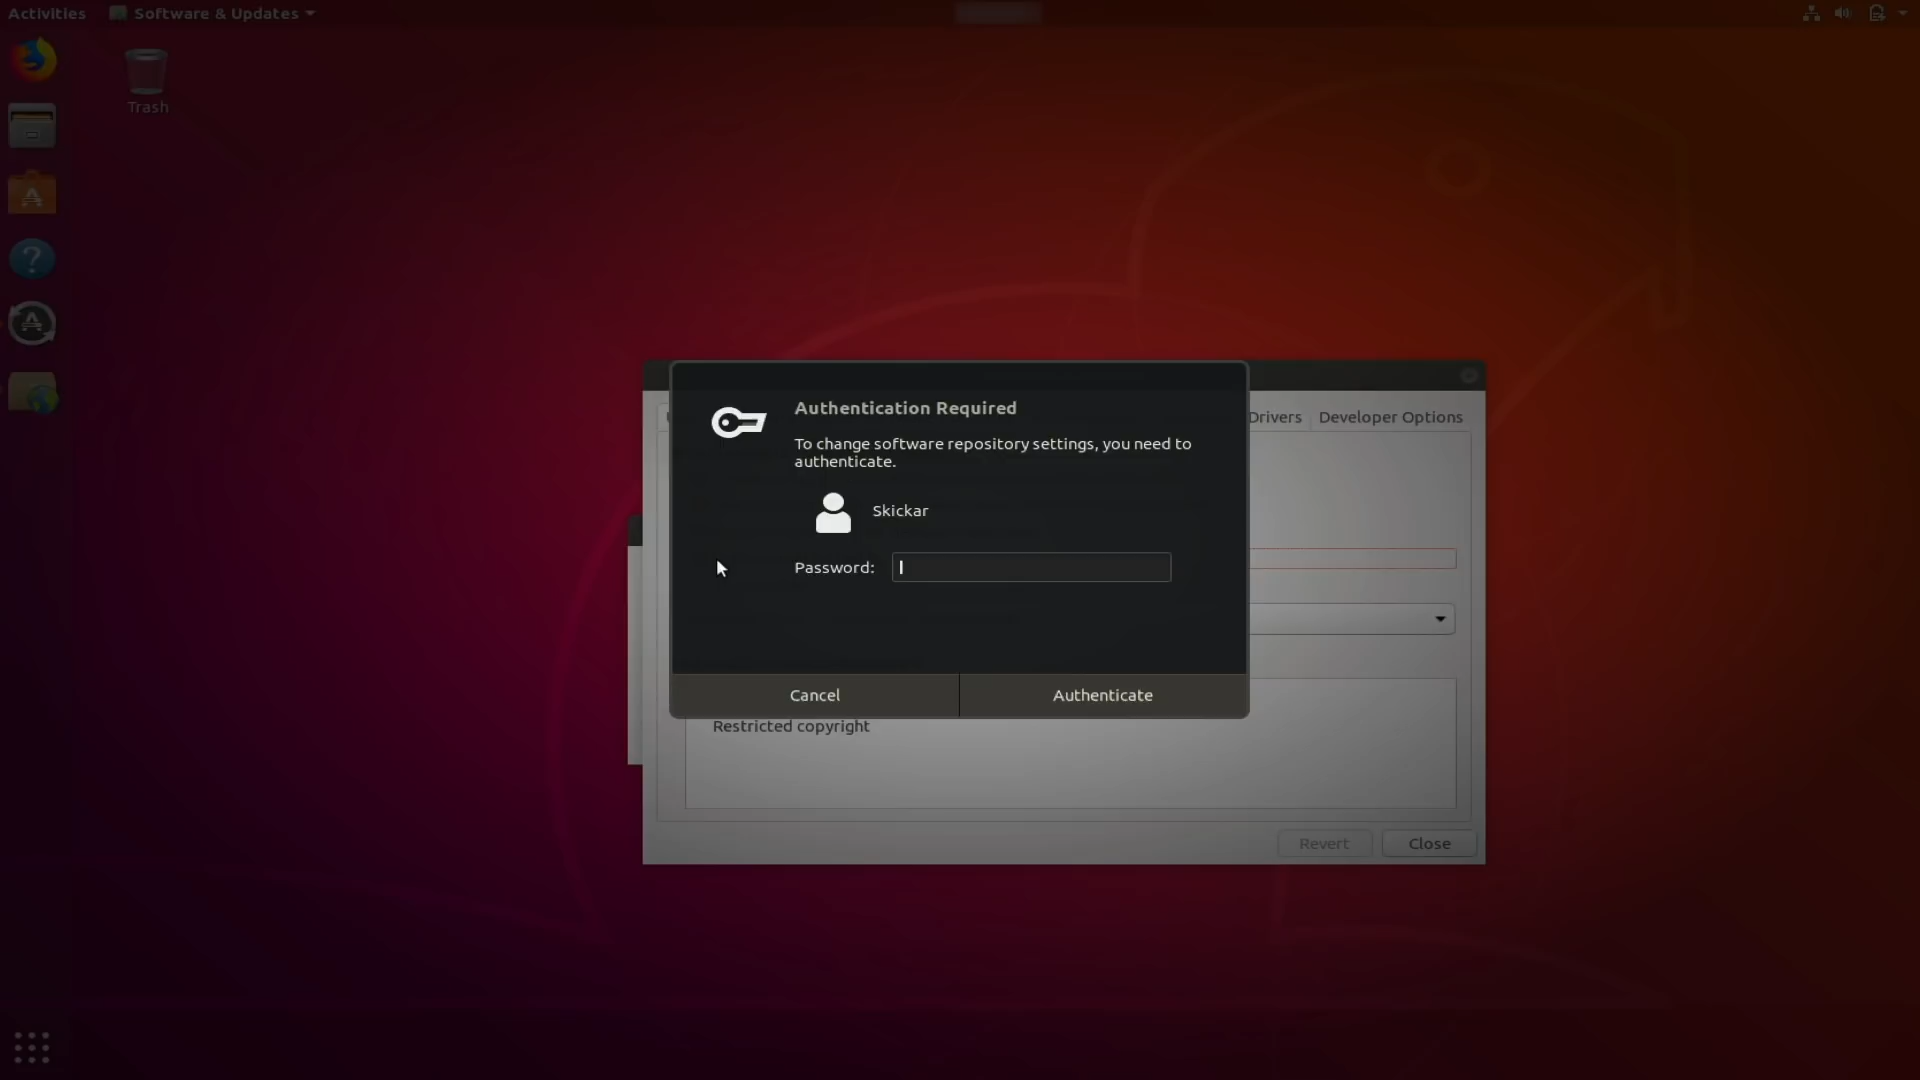 Activities
Software & Updates
Trash
Drivers
Developer Options
Authentication Required
To change software repository settings, you need to
authenticate.
Skickar
Password:
Cancel
Authenticate
Restricted copyright
Revert
Close